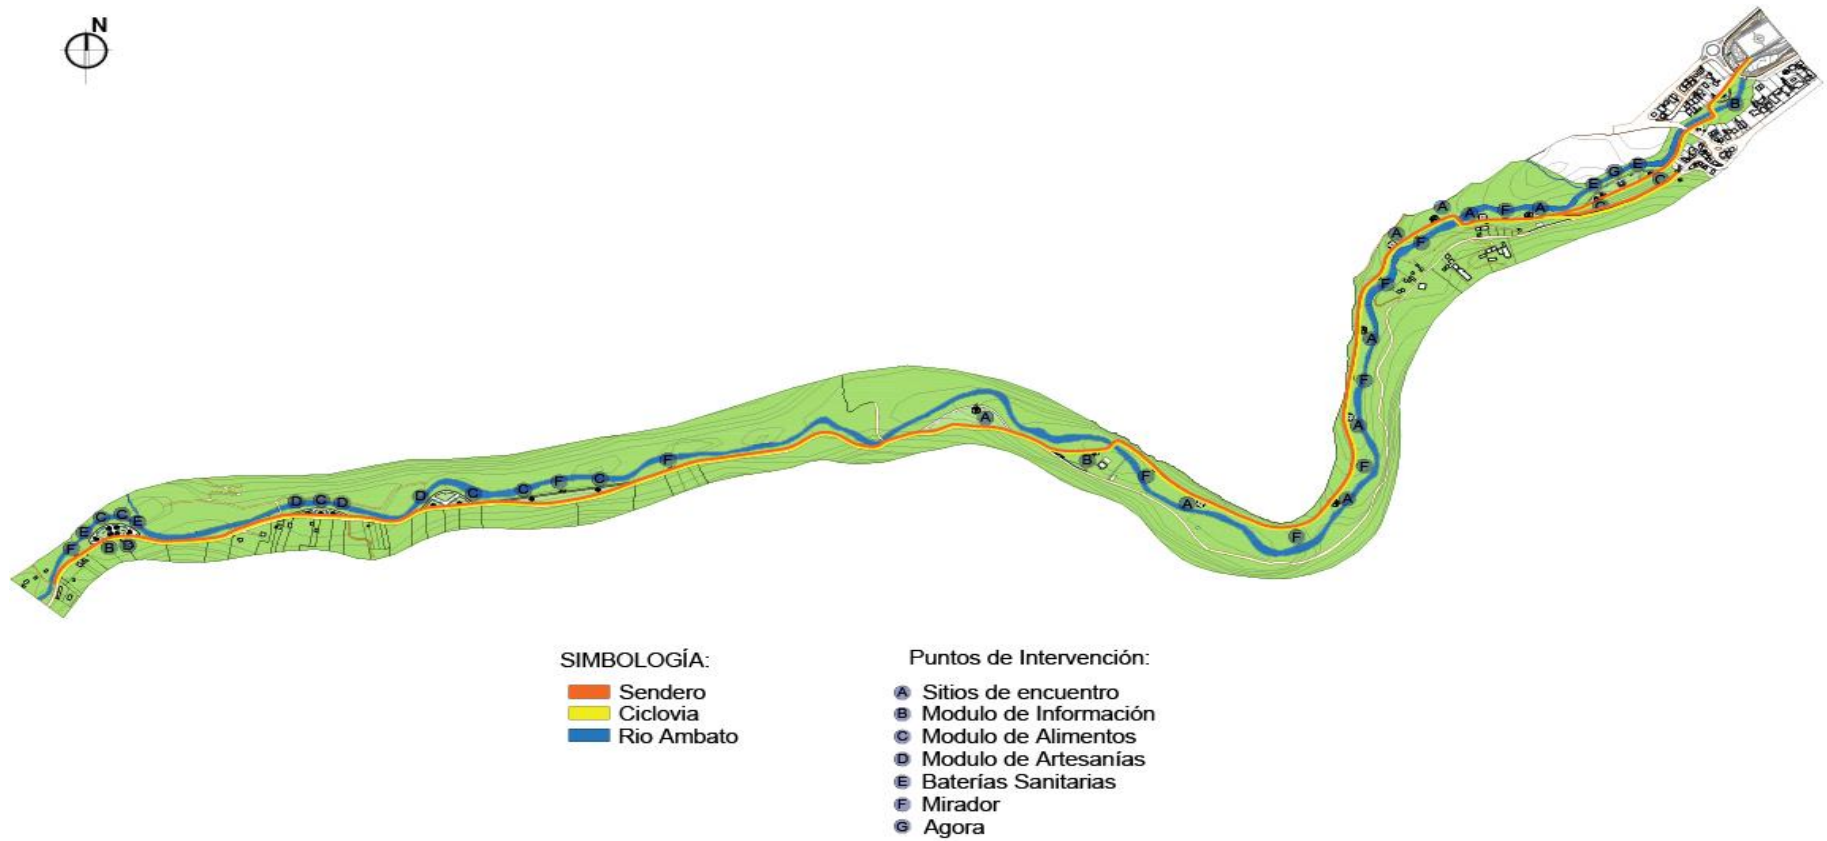 N
B
E
G
E
C
C
A
A
F
A
A
F
F
A
F
A
F
A
F
A
F
A
B
F
C
F
C
C
D
D
C
D
C
C
E
E
F
B
D
SIMBOLOGÍA:
Sendero
Ciclovia
Rio Ambato
Puntos de Intervención:
A Sitios de encuentro
B Modulo de Información
C Modulo de Alimentos
D Modulo de Artesanías
E Baterías Sanitarias
F Mirador
G Agora